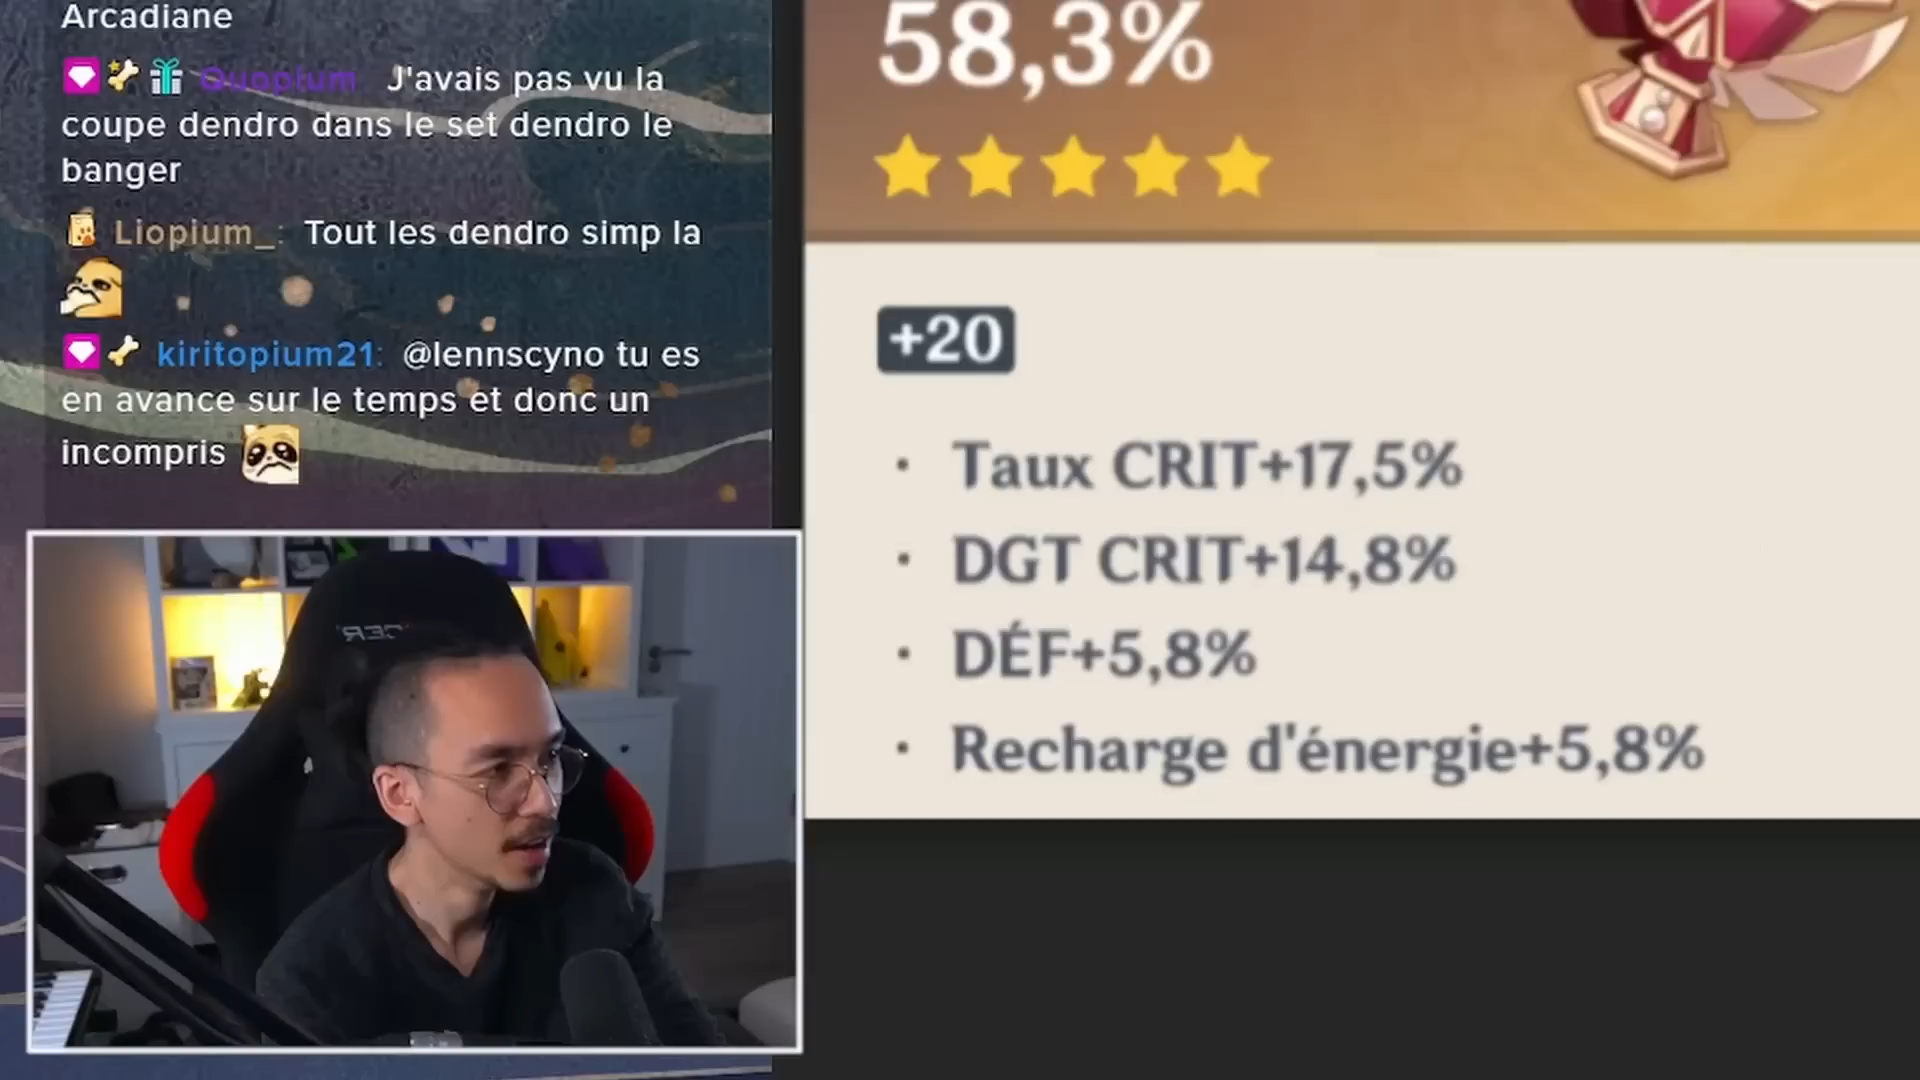 Arcadiane
Quopium J'avais pas vu la
coupe dendro dans le set dendro le
banger
Liopium_: Tout les dendro simp la
kiritopium21: @lennscyno tu es
en avance sur le temps et donc un
incompris
58,3%
+20
· Taux CRIT+17,5%
· DGT CRIT+14,8%
· DÉF+5,8%
· Recharge d'énergie+5,8%